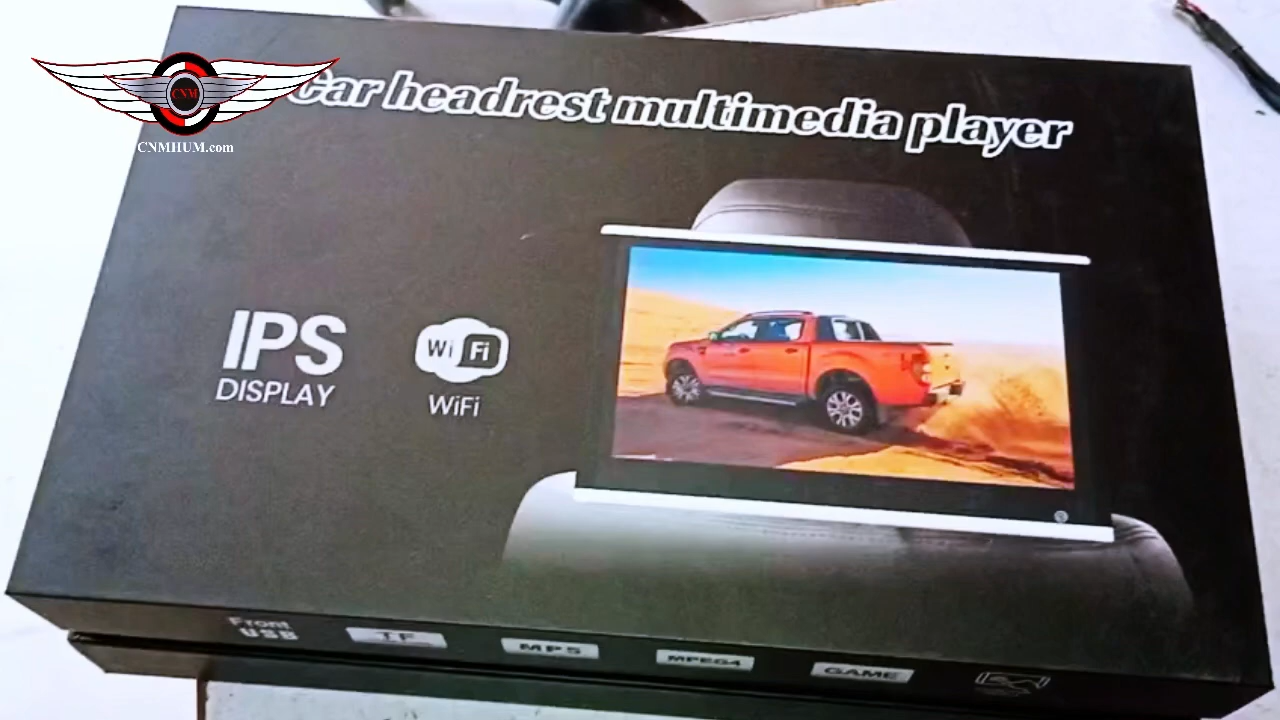 Car headrest multimedia player
CNM
CNMHUM.com
IPS
DISPLAY
Wi Fi
WiFi
Front
USB
TF
MP5
MPEG4
GAME